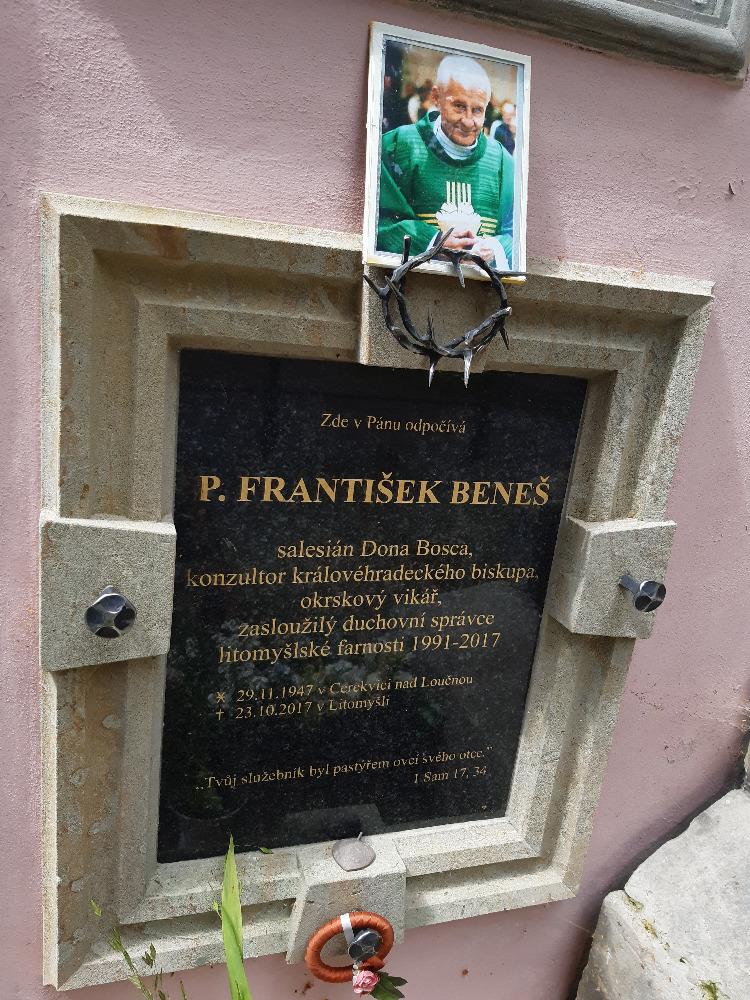 Zde v Pánu odpočívá
P. FRANTIŠEK BENEŠ
salesián Dona Bosca,
konzultor královéhradeckého biskupa,
okrskový vikář,
zasloužilý duchovní správce
litomyšlské farnosti 1991-2017
29.11.1947 v Cerekvici nad Loučnou
† 23.10.2017 v Litomyšli
„Tvůj služebník byl pastýřem ovcí svého otce.“
1 Sam 17, 34